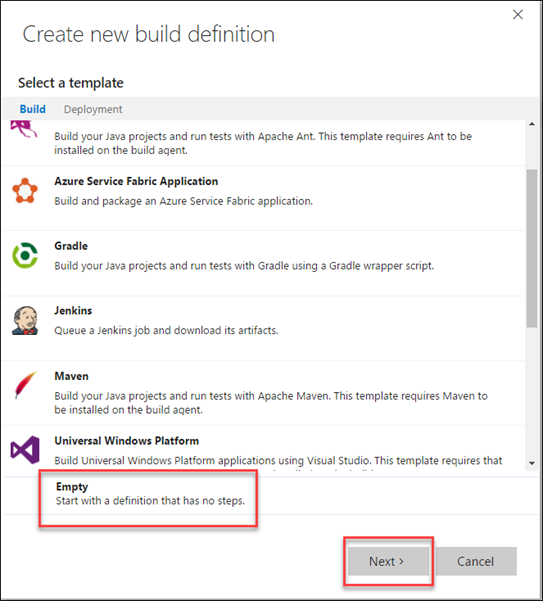 Create new build definition
Select a template
Build Deployment
Build your Java projects and run tests with Apache Ant. This template requires Ant to be
installed on the build agent.
Azure Service Fabric Application
Build and package an Azure Service Fabric application.
Gradle
Build your Java projects and run tests with Gradle using a Gradle wrapper script.
Jenkins
Queue a Jenkins job and download its artifacts.
Maven
Build your Java projects and run tests with Apache Maven. This template requires Maven to
be installed on the build agent.
Universal Windows Platform
Build Universal Windows Platform applications using Visual Studio. This template requires that
Empty
Start with a definition that has no steps.
Next >
Cancel